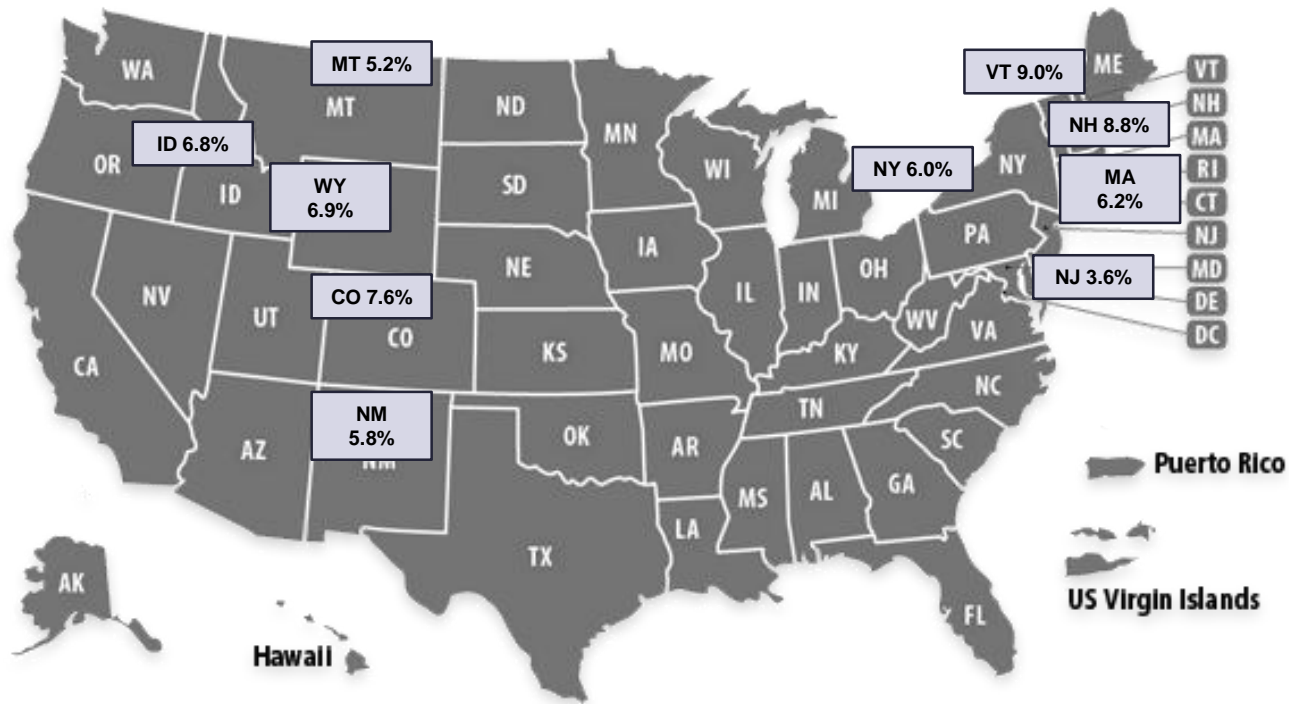 WA
MT 5.2%
MT
ND
MN
VT 9.0%
ME
VT
NH
ID 6.8%
OR
ID
WY
6.9%
SD
WI
MI
NY 6.0%
NY
NH 8.8%
MA
RI
MA
6.2%
CT
NJ
PA
NJ 3.6%
MD
DE
DC
NV
UT
CO 7.6%
CO
NE
IA
IL
IN
OH
WV
VA
CA
KS
MO
KY
NC
TN
AZ
NM
5.8%
NM
OK
AR
SC
MS
AL
GA
LA
TX
FL
AK
Hawaii
Puerto Rico
US Virgin Islands